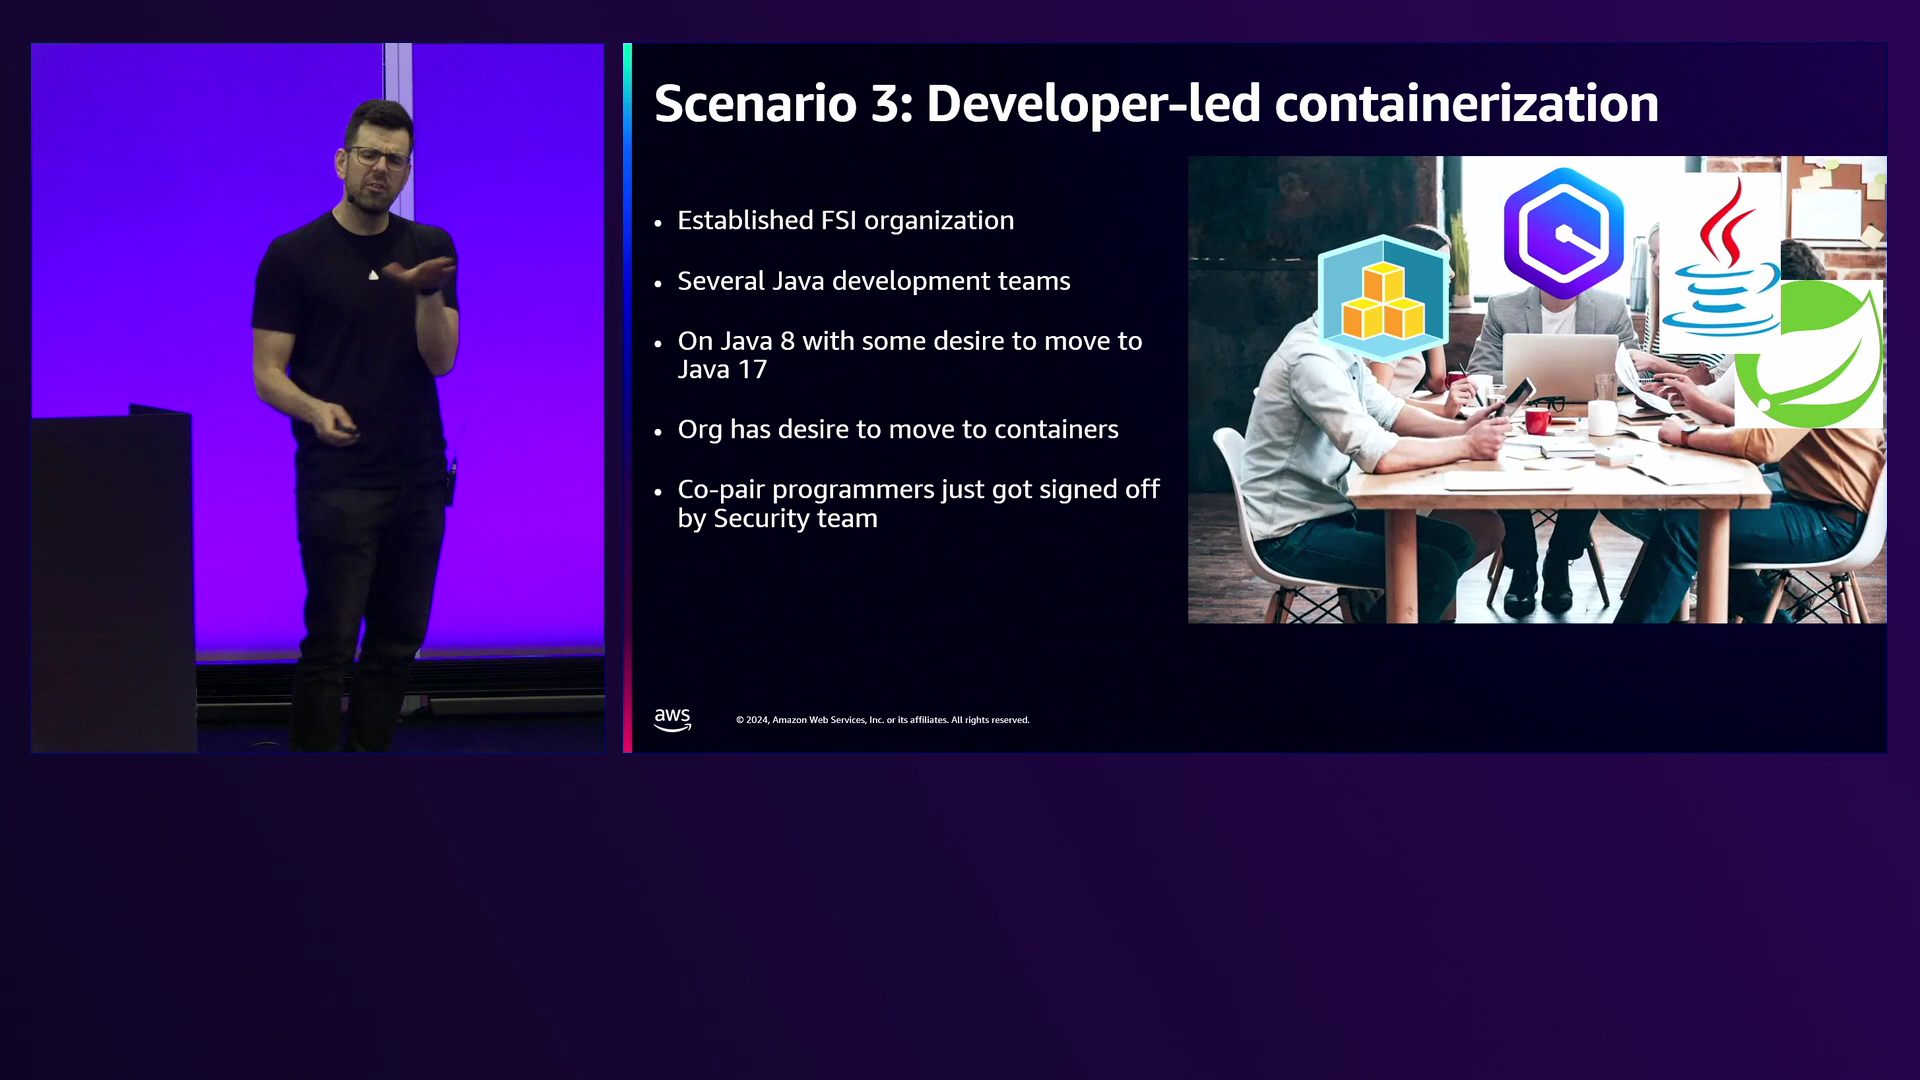 Scenario 3: Developer-led containerization
• Established FSI organization
• Several Java development teams
• On Java 8 with some desire to move to
Java 17
• Org has desire to move to containers
• Co-pair programmers just got signed off
by Security team
aws
© 2024, Amazon Web Services, Inc. or its affiliates. All rights reserved.